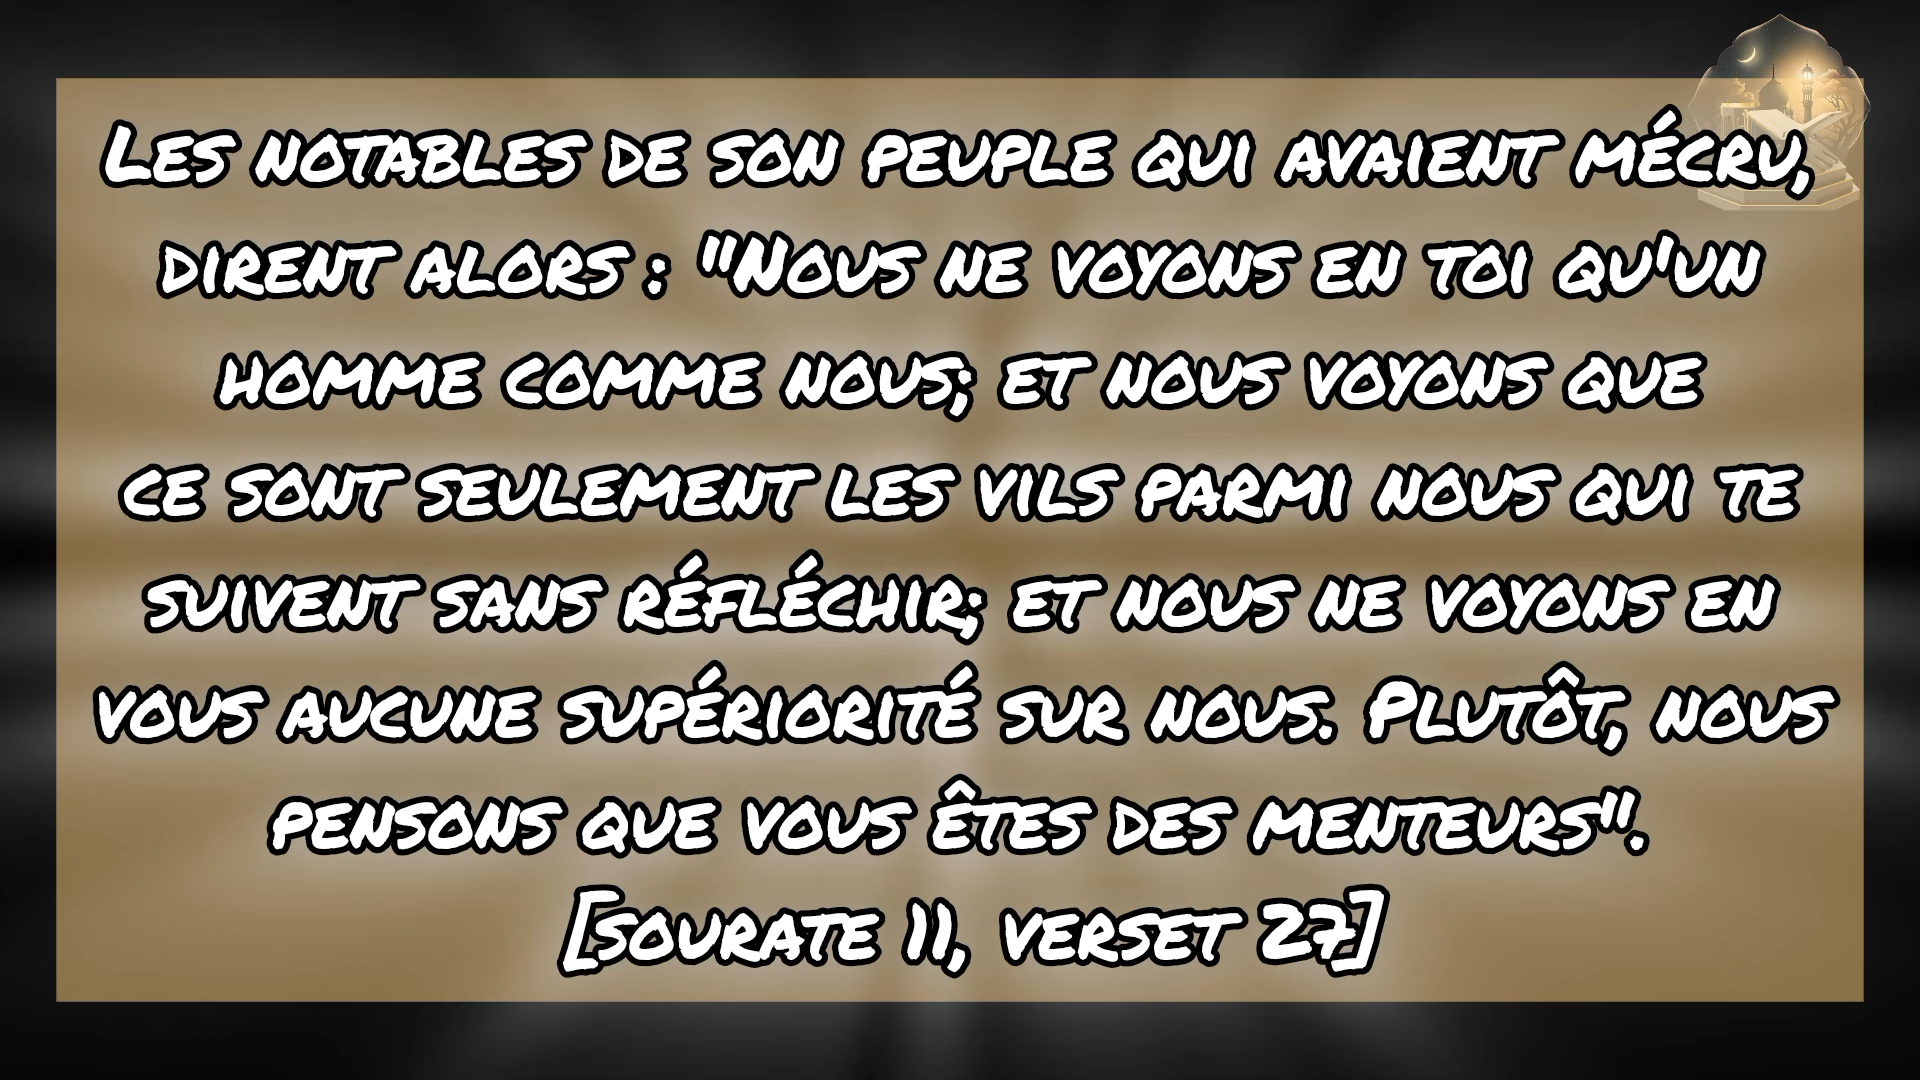 Les notables de son peuple qui avaient mécru,
dirent alors : "Nous ne voyons en toi qu'un
homme comme nous; et nous voyons que
ce sont seulement les vils parmi nous qui te
suivent sans réfléchir; et nous ne voyons en
vous aucune supériorité sur nous. Plutôt, nous
pensons que vous êtes des menteurs".
[sourate 11, verset 27]